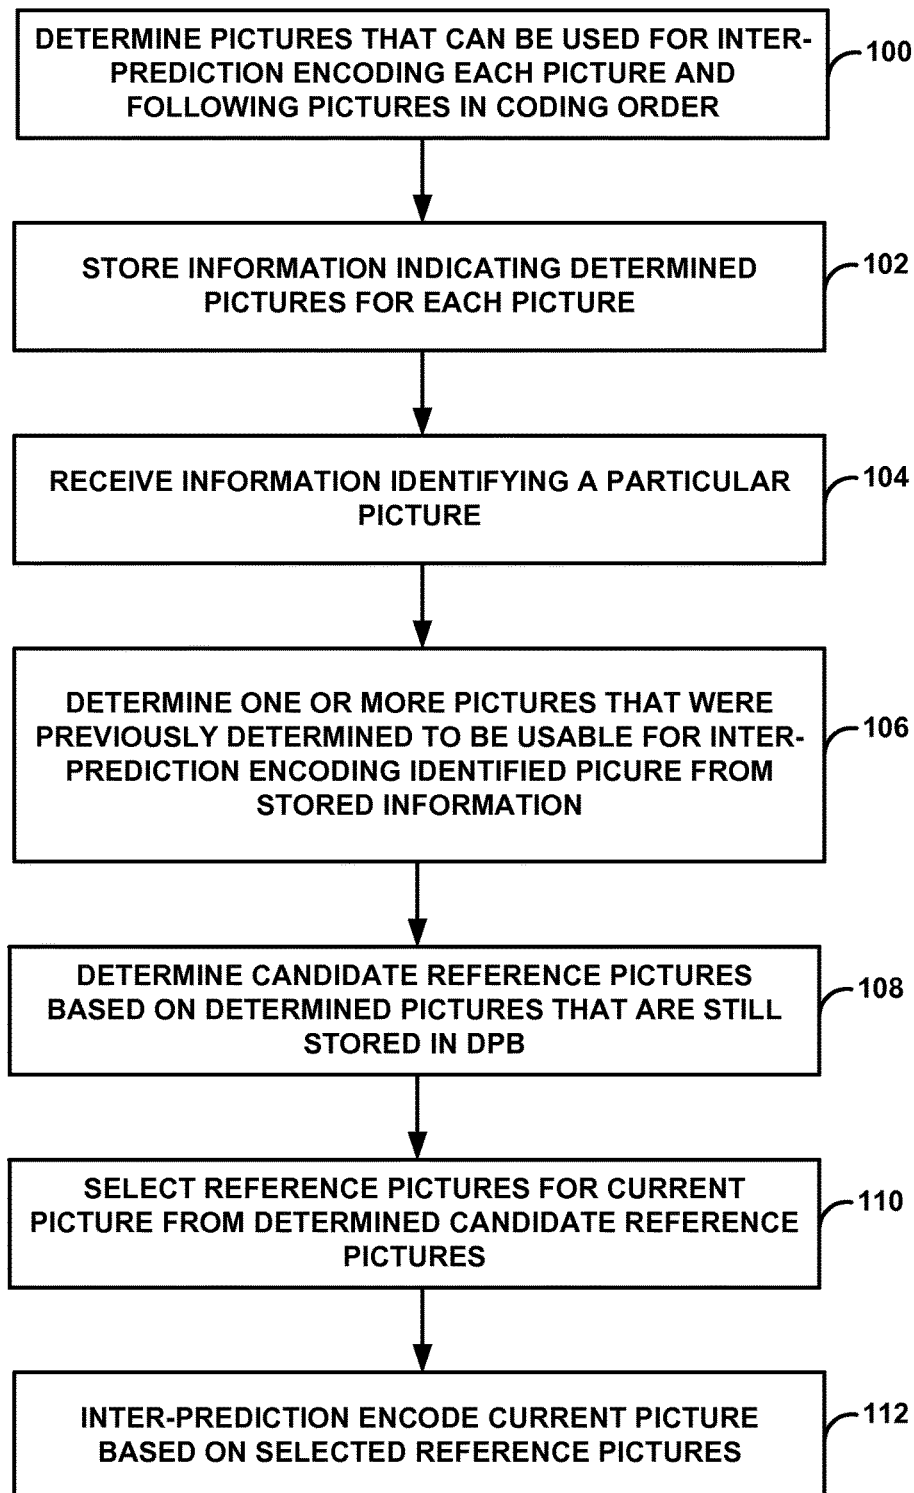 DETERMINE PICTURES THAT CAN BE USED FOR INTER-
PREDICTION ENCODING EACH PICTURE AND
FOLLOWING PICTURES IN CODING ORDER
100
STORE INFORMATION INDICATING DETERMINED
PICTURES FOR EACH PICTURE
102
RECEIVE INFORMATION IDENTIFYING A PARTICULAR
PICTURE
104
DETERMINE ONE OR MORE PICTURES THAT WERE
PREVIOUSLY DETERMINED TO BE USABLE FOR INTER-
PREDICTION ENCODING IDENTIFIED PICURE FROM
STORED INFORMATION
106
DETERMINE CANDIDATE REFERENCE PICTURES
BASED ON DETERMINED PICTURES THAT ARE STILL
STORED IN DPB
108
SELECT REFERENCE PICTURES FOR CURRENT
PICTURE FROM DETERMINED CANDIDATE REFERENCE
PICTURES
110
INTER-PREDICTION ENCODE CURRENT PICTURE
BASED ON SELECTED REFERENCE PICTURES
112